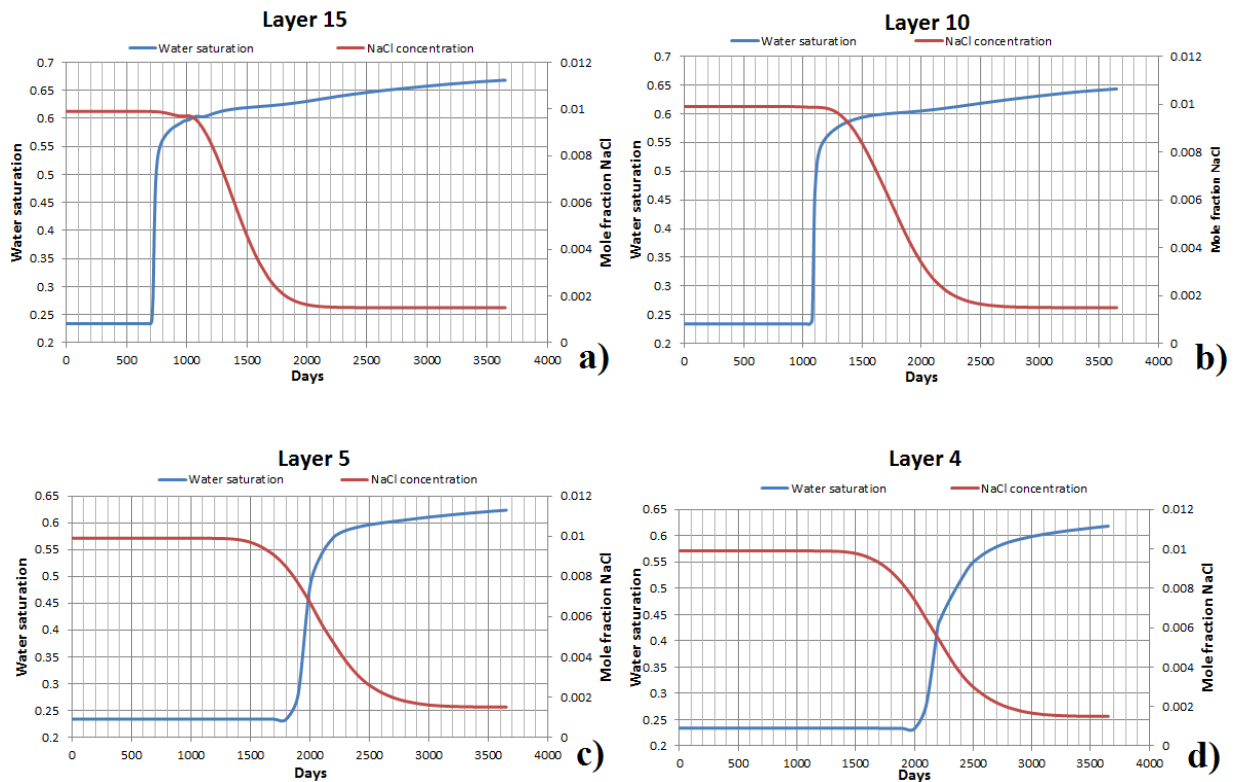 Layer 15
Water saturation NaCl concentration
0.7 0.65 0.6 0.55 0.5 0.45 0.4 0.35 0.3 0.25 0.2
Water saturation
0.012 0.01 0.008 0.006 0.004 0.002 0
Mole fraction NaCl
0 500 1000 1500 2000 2500 3000 3500 4000
Days
a)
Layer 10
Water saturation NaCl concentration
0.7 0.65 0.6 0.55 0.5 0.45 0.4 0.35 0.3 0.25 0.2
Water saturation
0.012 0.01 0.008 0.006 0.004 0.002 0
Mole fraction NaCl
0 500 1000 1500 2000 2500 3000 3500 4000
Days
b)
Layer 5
Water saturation NaCl concentration
0.65 0.6 0.55 0.5 0.45 0.4 0.35 0.3 0.25 0.2
Water saturation
0.012 0.01 0.008 0.006 0.004 0.002 0
Mole fraction NaCl
0 500 1000 1500 2000 2500 3000 3500 4000
Days
c)
Layer 4
Water saturation NaCl concentration
0.65 0.6 0.55 0.5 0.45 0.4 0.35 0.3 0.25 0.2
Water saturation
0.012 0.01 0.008 0.006 0.004 0.002 0
Mole fraction NaCl
0 500 1000 1500 2000 2500 3000 3500 4000
Days
d)